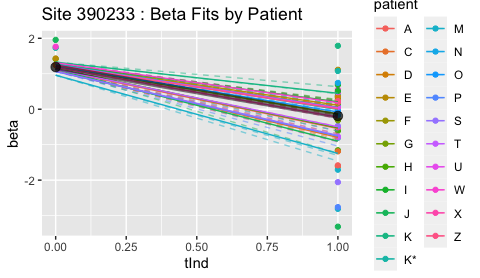 Site 390233 : Beta Fits by Patient
patient
2
0
-2
beta
0.00 0.25 0.50 0.75 1.00
tInd
A M
C N
D O
E P
F S
G T
H U
I W
J X
K Z
K*